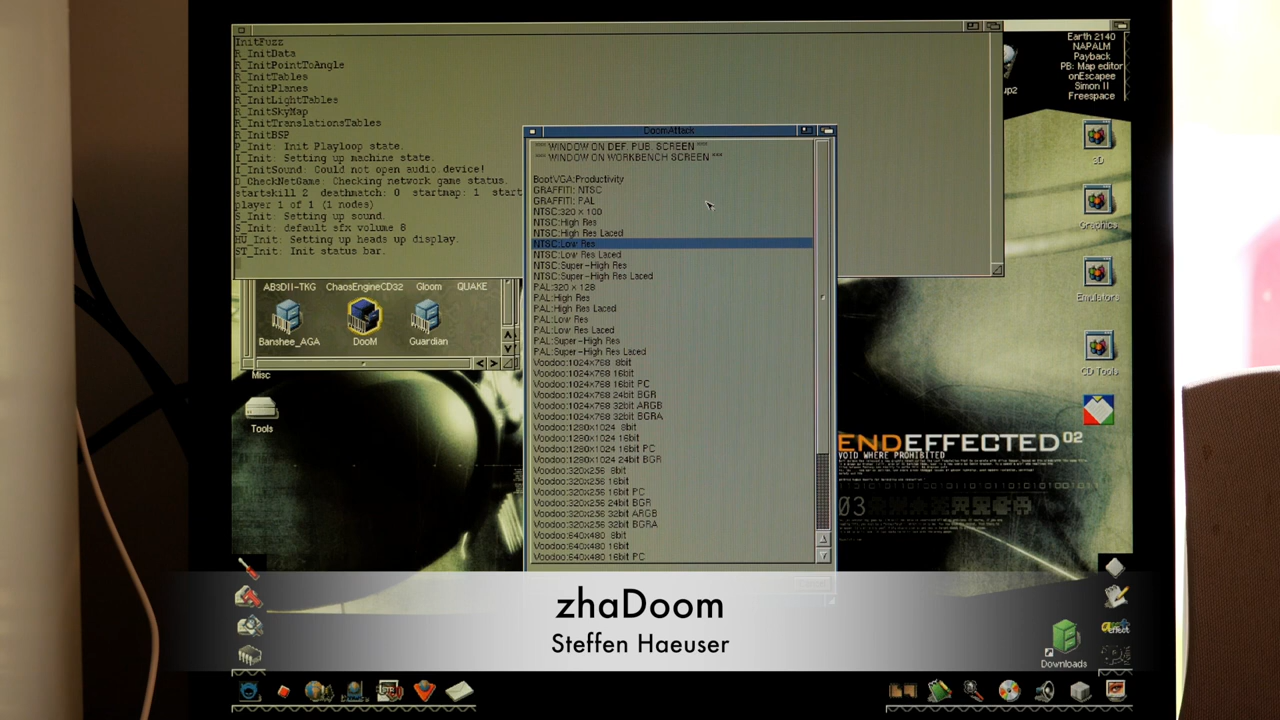 InitFuzz
R_InitData
R_InitPointToAngle
R_InitTables
R_InitPlanes
R_InitLightTables
R_InitSkyMap
R_InitTranslationsTables
R_InitBSP
P_Init: Init Playloop state.
I_Init: Setting up machine state.
I_InitSound: Could not open audio device!
D_CheckNetGame: Checking network game status.
startskill 2 deathmatch: 0 startmap: 1 start
player 1 of 1 (1 nodes)
S_Init: Setting up sound.
S_Init: default sfx volume 8
HU_Init: Setting up heads up display.
ST_Init: Init status bar.
DoomAttack
*** WINDOW ON DEF. PUB. SCREEN ***
*** WINDOW ON WORKBENCH SCREEN ***
BootVGA:Productivity
GRAFFITI: NTSC
GRAFFITI: PAL
NTSC:320 x 100
NTSC:High Res
NTSC:High Res Laced
NTSC:Low Res
NTSC:Low Res Laced
NTSC:Super-High Res
NTSC:Super-High Res Laced
PAL:320 x 128
PAL:High Res
PAL:High Res Laced
PAL:Low Res
PAL:Low Res Laced
PAL:Super-High Res
PAL:Super-High Res Laced
Voodoo:1024x768 8bit
Voodoo:1024x768 16bit
Voodoo:1024x768 16bit PC
Voodoo:1024x768 24bit BGR
Voodoo:1024x768 32bit ARGB
Voodoo:1024x768 32bit BGRA
Voodoo:1280x1024 8bit
Voodoo:1280x1024 16bit
Voodoo:1280x1024 16bit PC
Voodoo:1280x1024 24bit BGR
Voodoo:320x256 8bit
Voodoo:320x256 16bit
Voodoo:320x256 16bit PC
Voodoo:320x256 24bit BGR
Voodoo:320x256 32bit ARGB
Voodoo:320x256 32bit BGRA
Voodoo:640x480 8bit
Voodoo:640x480 16bit
Voodoo:640x480 16bit PC
AB3DII-TKG ChaosEngineCD32 Gloom QUAKE
Banshee_AGA DooM Guardian
Misc
Tools
Earth 2140
NAPALM
Payback
PB: Map editor
onEscapee
Simon II
Freespace
up2
3D
Graphics
Emulators
CD Tools
ENDEFFECTED02
VOID WHERE PROHIBITED
03
Downloads
zhaDoom
Steffen Haeuser